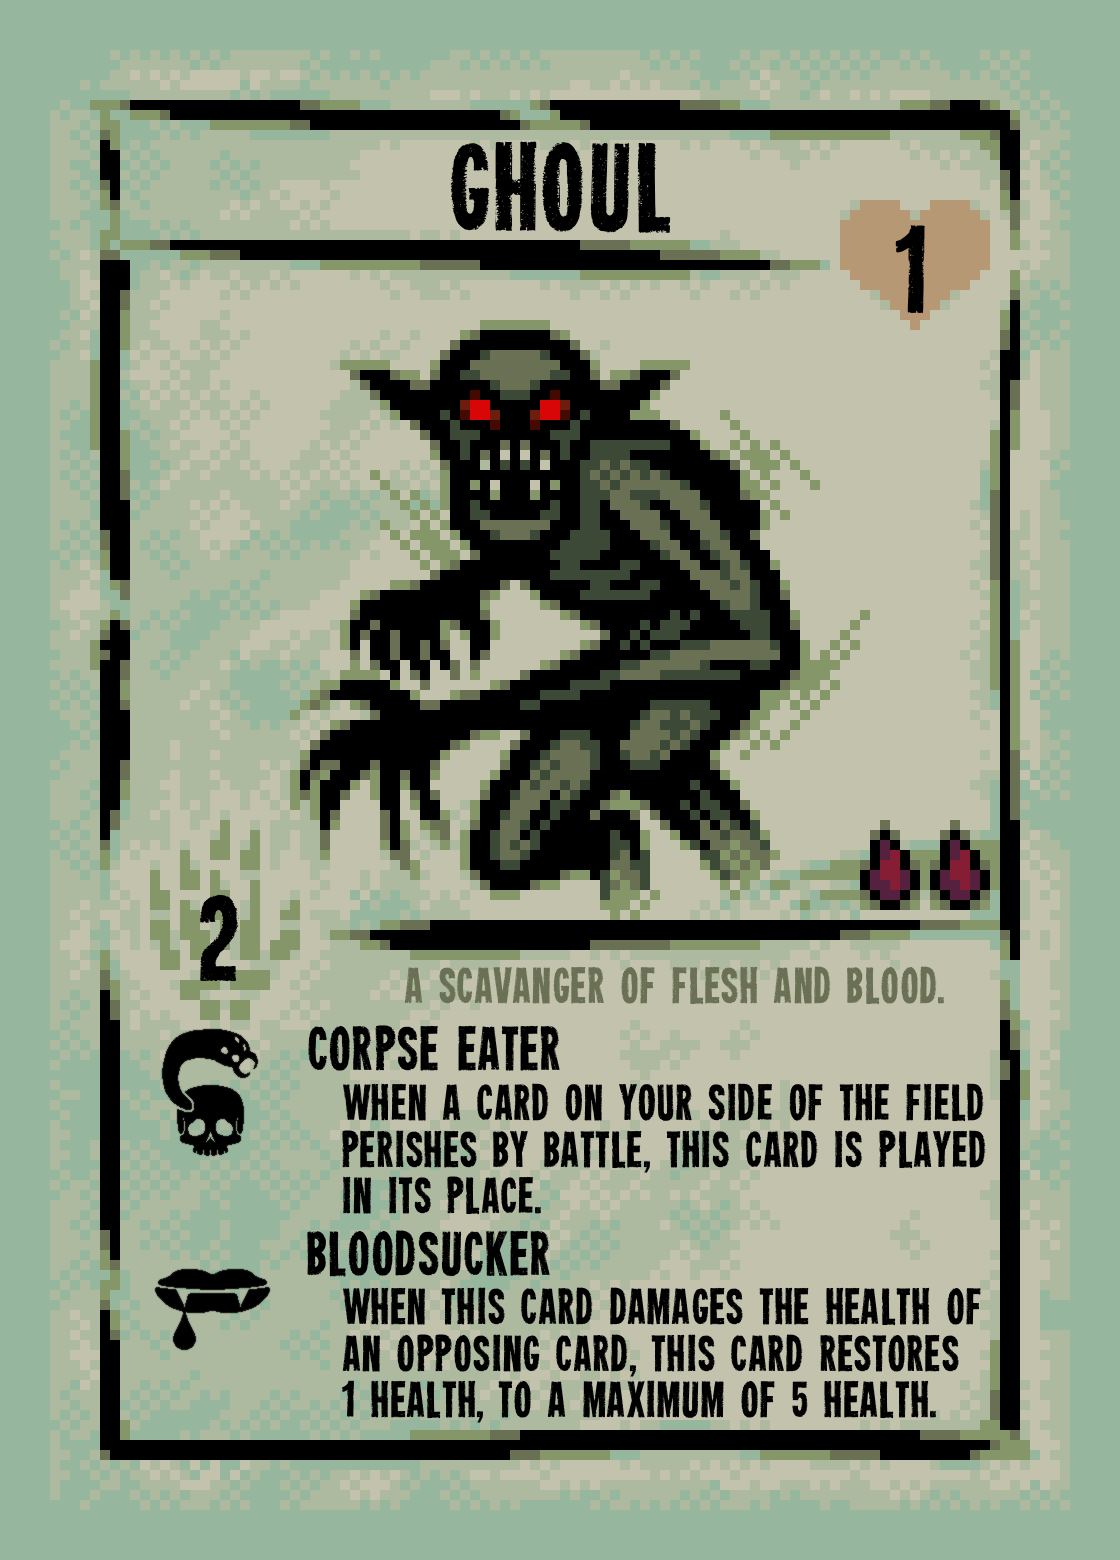 GHOUL
1
2
A SCAVANGER OF FLESH AND BLOOD.
CORPSE EATER
WHEN A CARD ON YOUR SIDE OF THE FIELD
PERISHES BY BATTLE, THIS CARD IS PLAYED
IN ITS PLACE.
BLOODSUCKER
WHEN THIS CARD DAMAGES THE HEALTH OF
AN OPPOSING CARD, THIS CARD RESTORES
1 HEALTH, TO A MAXIMUM OF 5 HEALTH.